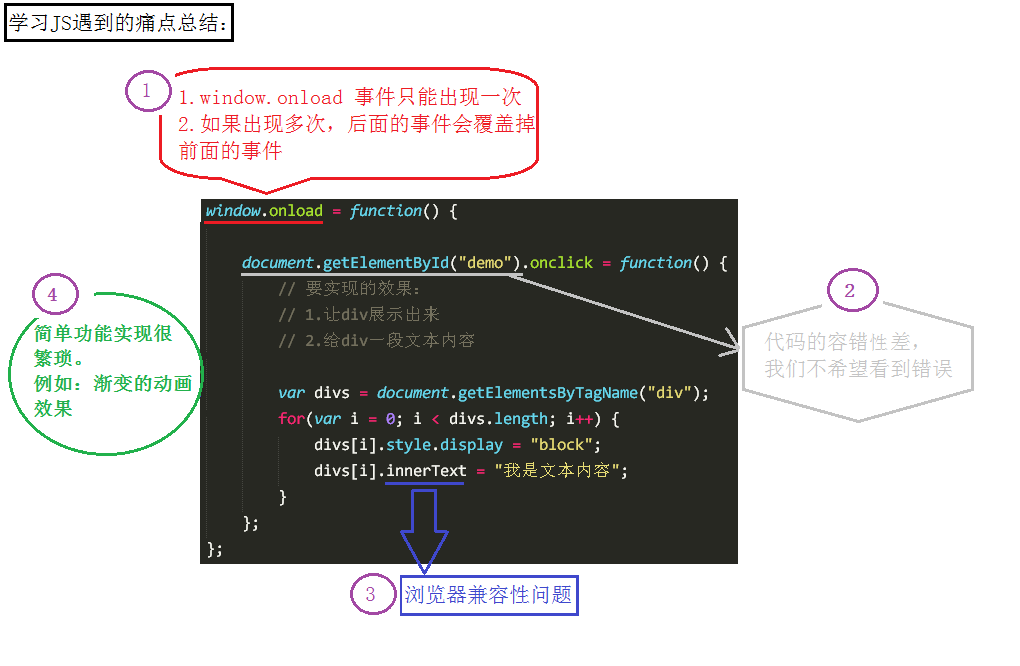 学习JS遇到的痛点总结：
1
1.window.onload 事件只能出现一次
2.如果出现多次，后面的事件会覆盖掉
前面的事件
window.onload = function() {
document.getElementById("demo").onclick = function() {
// 要实现的效果：
// 1.让div展示出来
// 2.给div一段文本内容
var divs = document.getElementsByTagName("div");
for(var i = 0; i < divs.length; i++) {
divs[i].style.display = "block";
divs[i].innerText = "我是文本内容";
}
};
};
2
代码的容错性差，
我们不希望看到错误
3
浏览器兼容性问题
4
简单功能实现很
繁琐。
例如：渐变的动画
效果